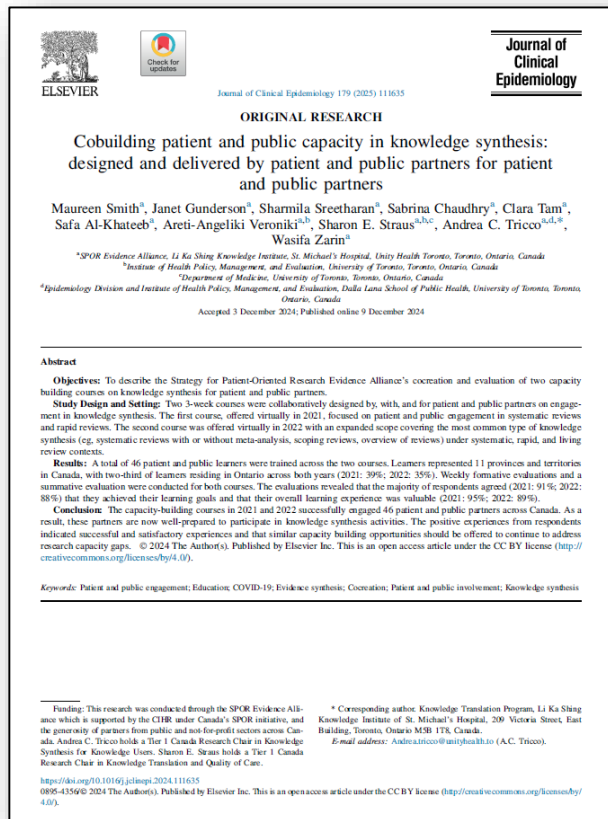 ELSEVIER
Check for
updates
Journal of
Clinical
Epidemiology
Journal of Clinical Epidemiology 179 (2025) 111635
ORIGINAL RESEARCH
Cobuilding patient and public capacity in knowledge synthesis:
designed and delivered by patient and public partners for patient
and public partners
Maureen Smithᵃ, Janet Gundersonᵃ, Sharmila Sreetharanᵃ, Sabrina Chaudhryᵃ, Clara Tamᵃ,
Safa Al-Khateebᵃ, Areti-Angeliki Veronikiᵃ,ᵇ, Sharon E. Strausᵃ,ᵇ,ᶜ, Andrea C. Triccoᵃ,ᵈ,*,
Wasifa Zarinᵃ
ᵃSPOR Evidence Alliance, Li Ka Shing Knowledge Institute, St. Michael's Hospital, Unity Health Toronto, Toronto, Ontario, Canada
ᵇInstitute of Health Policy, Management, and Evaluation, University of Toronto, Toronto, Ontario, Canada
ᶜDepartment of Medicine, University of Toronto, Toronto, Ontario, Canada
ᵈEpidemiology Division and Institute of Health Policy, Management, and Evaluation, Dalla Lana School of Public Health, University of Toronto, Toronto,
Ontario, Canada
Accepted 3 December 2024; Published online 9 December 2024
Abstract
Objectives: To describe the Strategy for Patient-Oriented Research Evidence Alliance's cocreation and evaluation of two capacity
building courses on knowledge synthesis for patient and public partners.
Study Design and Setting: Two 3-week courses were collaboratively designed by, with, and for patient and public partners on engage-
ment in knowledge synthesis. The first course, offered virtually in 2021, focused on patient and public engagement in systematic reviews
and rapid reviews. The second course was offered virtually in 2022 with an expanded scope covering the most common type of knowledge
synthesis (eg, systematic reviews with or without meta-analysis, scoping reviews, overview of reviews) under systematic, rapid, and living
review contexts.
Results: A total of 46 patient and public learners were trained across the two courses. Learners represented 11 provinces and territories
in Canada, with two-third of learners residing in Ontario across both years (2021: 39%; 2022: 35%). Weekly formative evaluations and a
summative evaluation were conducted for both courses. The evaluations revealed that the majority of respondents agreed (2021: 91%; 2022:
88%) that they achieved their learning goals and that their overall learning experience was valuable (2021: 95%; 2022: 89%).
Conclusion: The capacity-building courses in 2021 and 2022 successfully engaged 46 patient and public partners across Canada. As a
result, these partners are now well-prepared to participate in knowledge synthesis activities. The positive experiences from respondents
indicated successful and satisfactory experiences and that similar capacity building opportunities should be offered to continue to address
research capacity gaps. © 2024 The Author(s). Published by Elsevier Inc. This is an open access article under the CC BY license (http://
creativecommons.org/licenses/by/4.0/).
Keywords: Patient and public engagement; Education; COVID-19; Evidence synthesis; Cocreation; Patient and public involvement; Knowledge synthesis
Funding: This research was conducted through the SPOR Evidence Alli-
ance which is supported by the CIHR under Canada's SPOR initiative, and
the generosity of partners from public and not-for-profit sectors across Can-
ada. Andrea C. Tricco holds a Tier 1 Canada Research Chair in Knowledge
Synthesis for Knowledge Users. Sharon E. Straus holds a Tier 1 Canada
Research Chair in Knowledge Translation and Quality of Care.
* Corresponding author. Knowledge Translation Program, Li Ka Shing
Knowledge Institute of St. Michael's Hospital, 209 Victoria Street, East
Building, Toronto, Ontario M5B 1T8, Canada.
E-mail address: Andrea.tricco@unityhealth.to (A.C. Tricco).
https://doi.org/10.1016/j.jclinepi.2024.111635
0895-4356/© 2024 The Author(s). Published by Elsevier Inc. This is an open access article under the CC BY license (http://creativecommons.org/licenses/by/
4.0/).